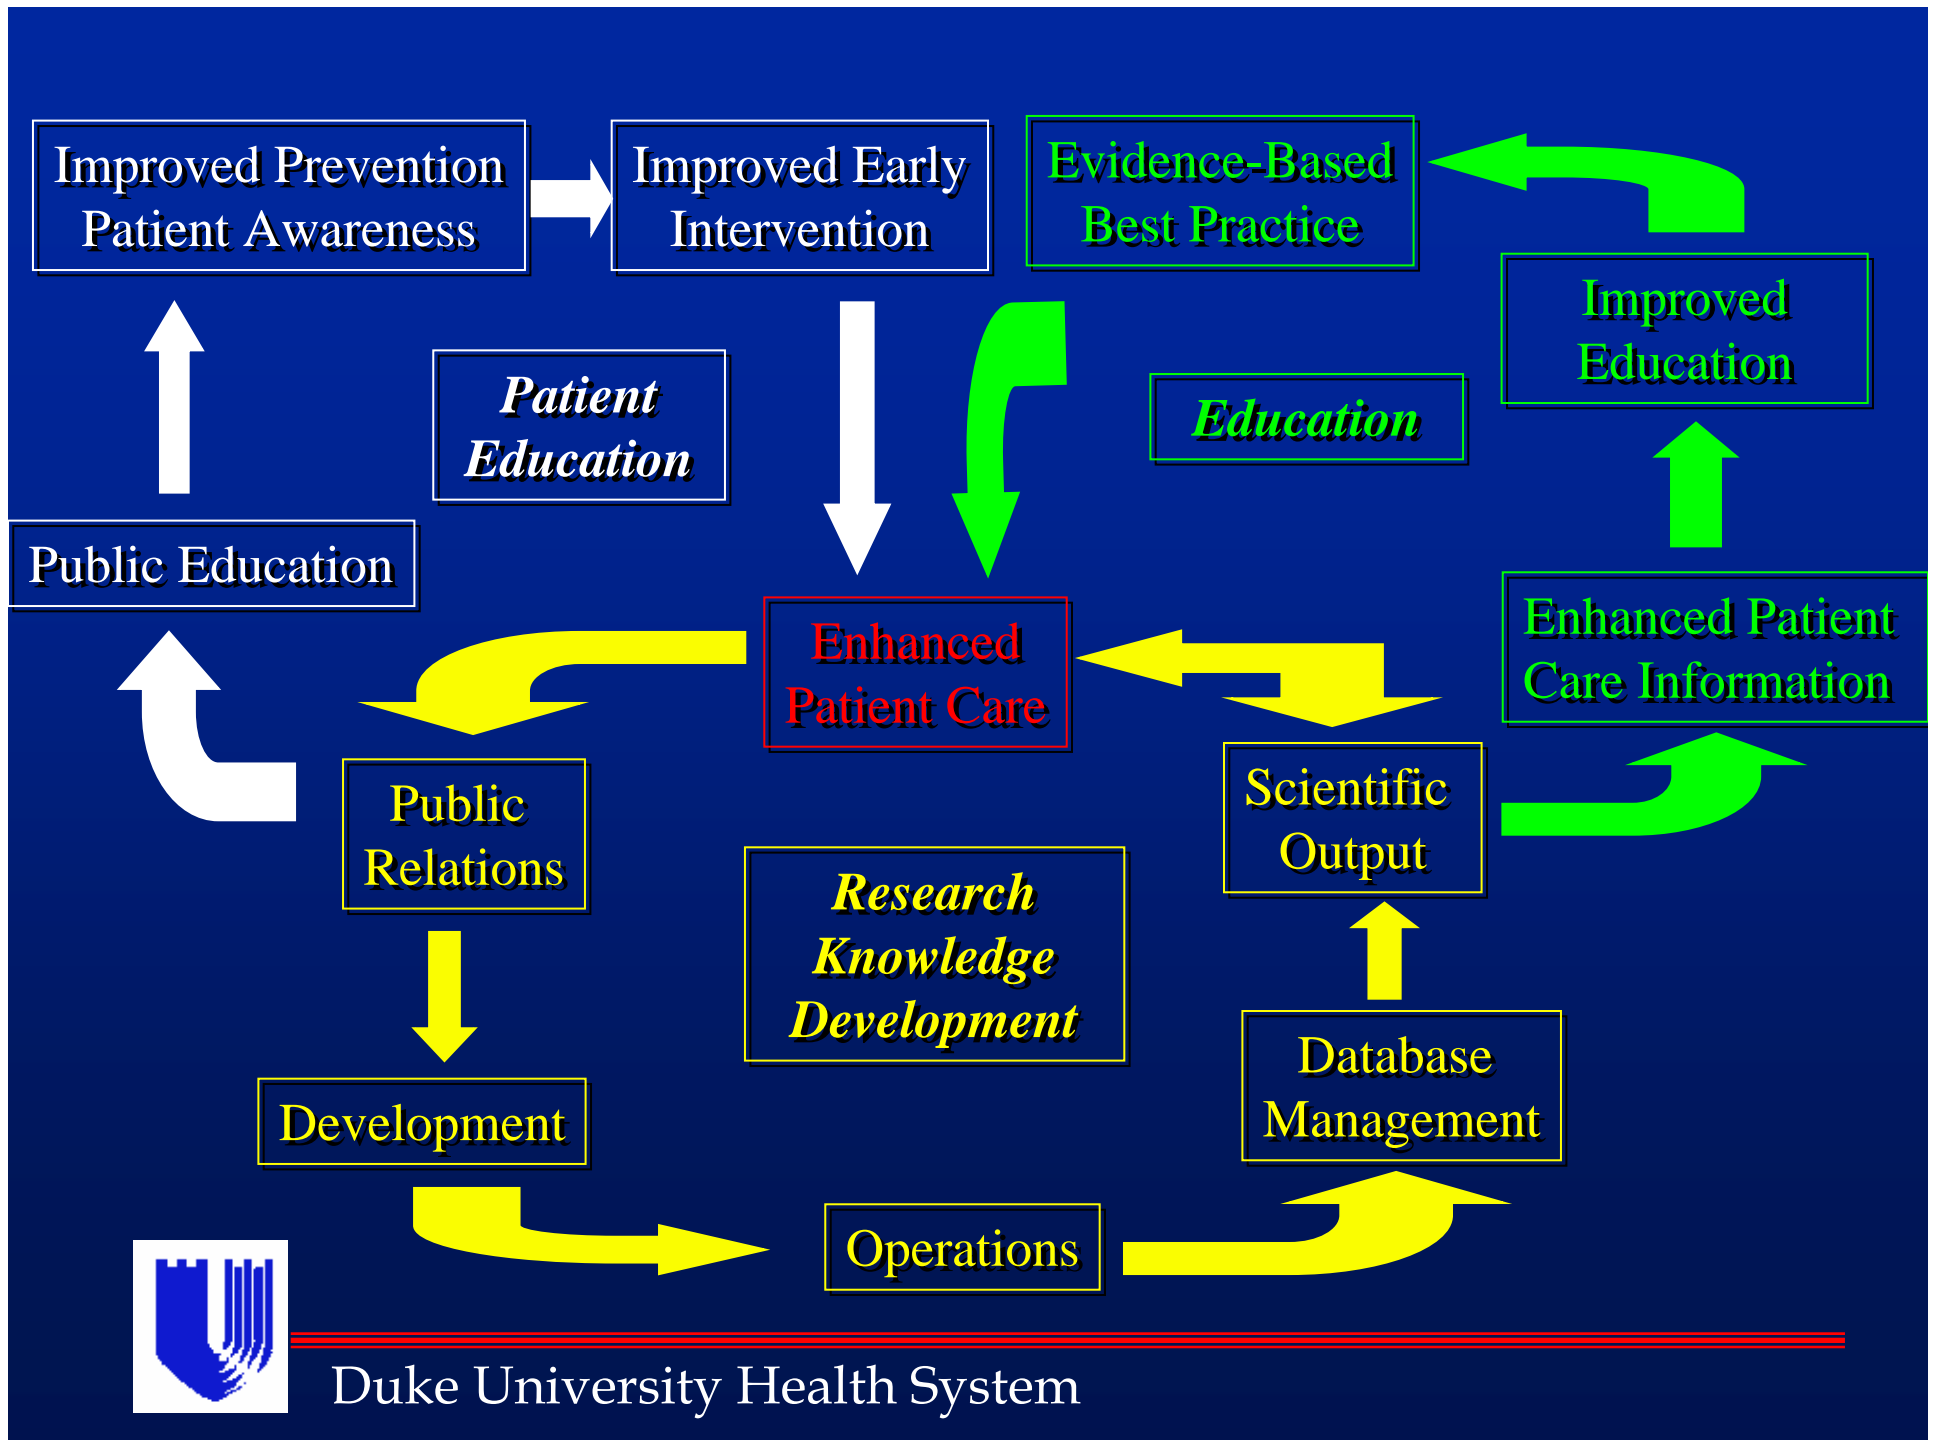 Improved Prevention
Patient Awareness
Improved Early
Intervention
Evidence-Based
Best Practice
Improved
Education
Patient
Education
Education
Public Education
Enhanced
Patient Care
Enhanced Patient
Care Information
Public
Relations
Scientific
Output
Research
Knowledge
Development
Development
Database
Management
Operations
Duke University Health System